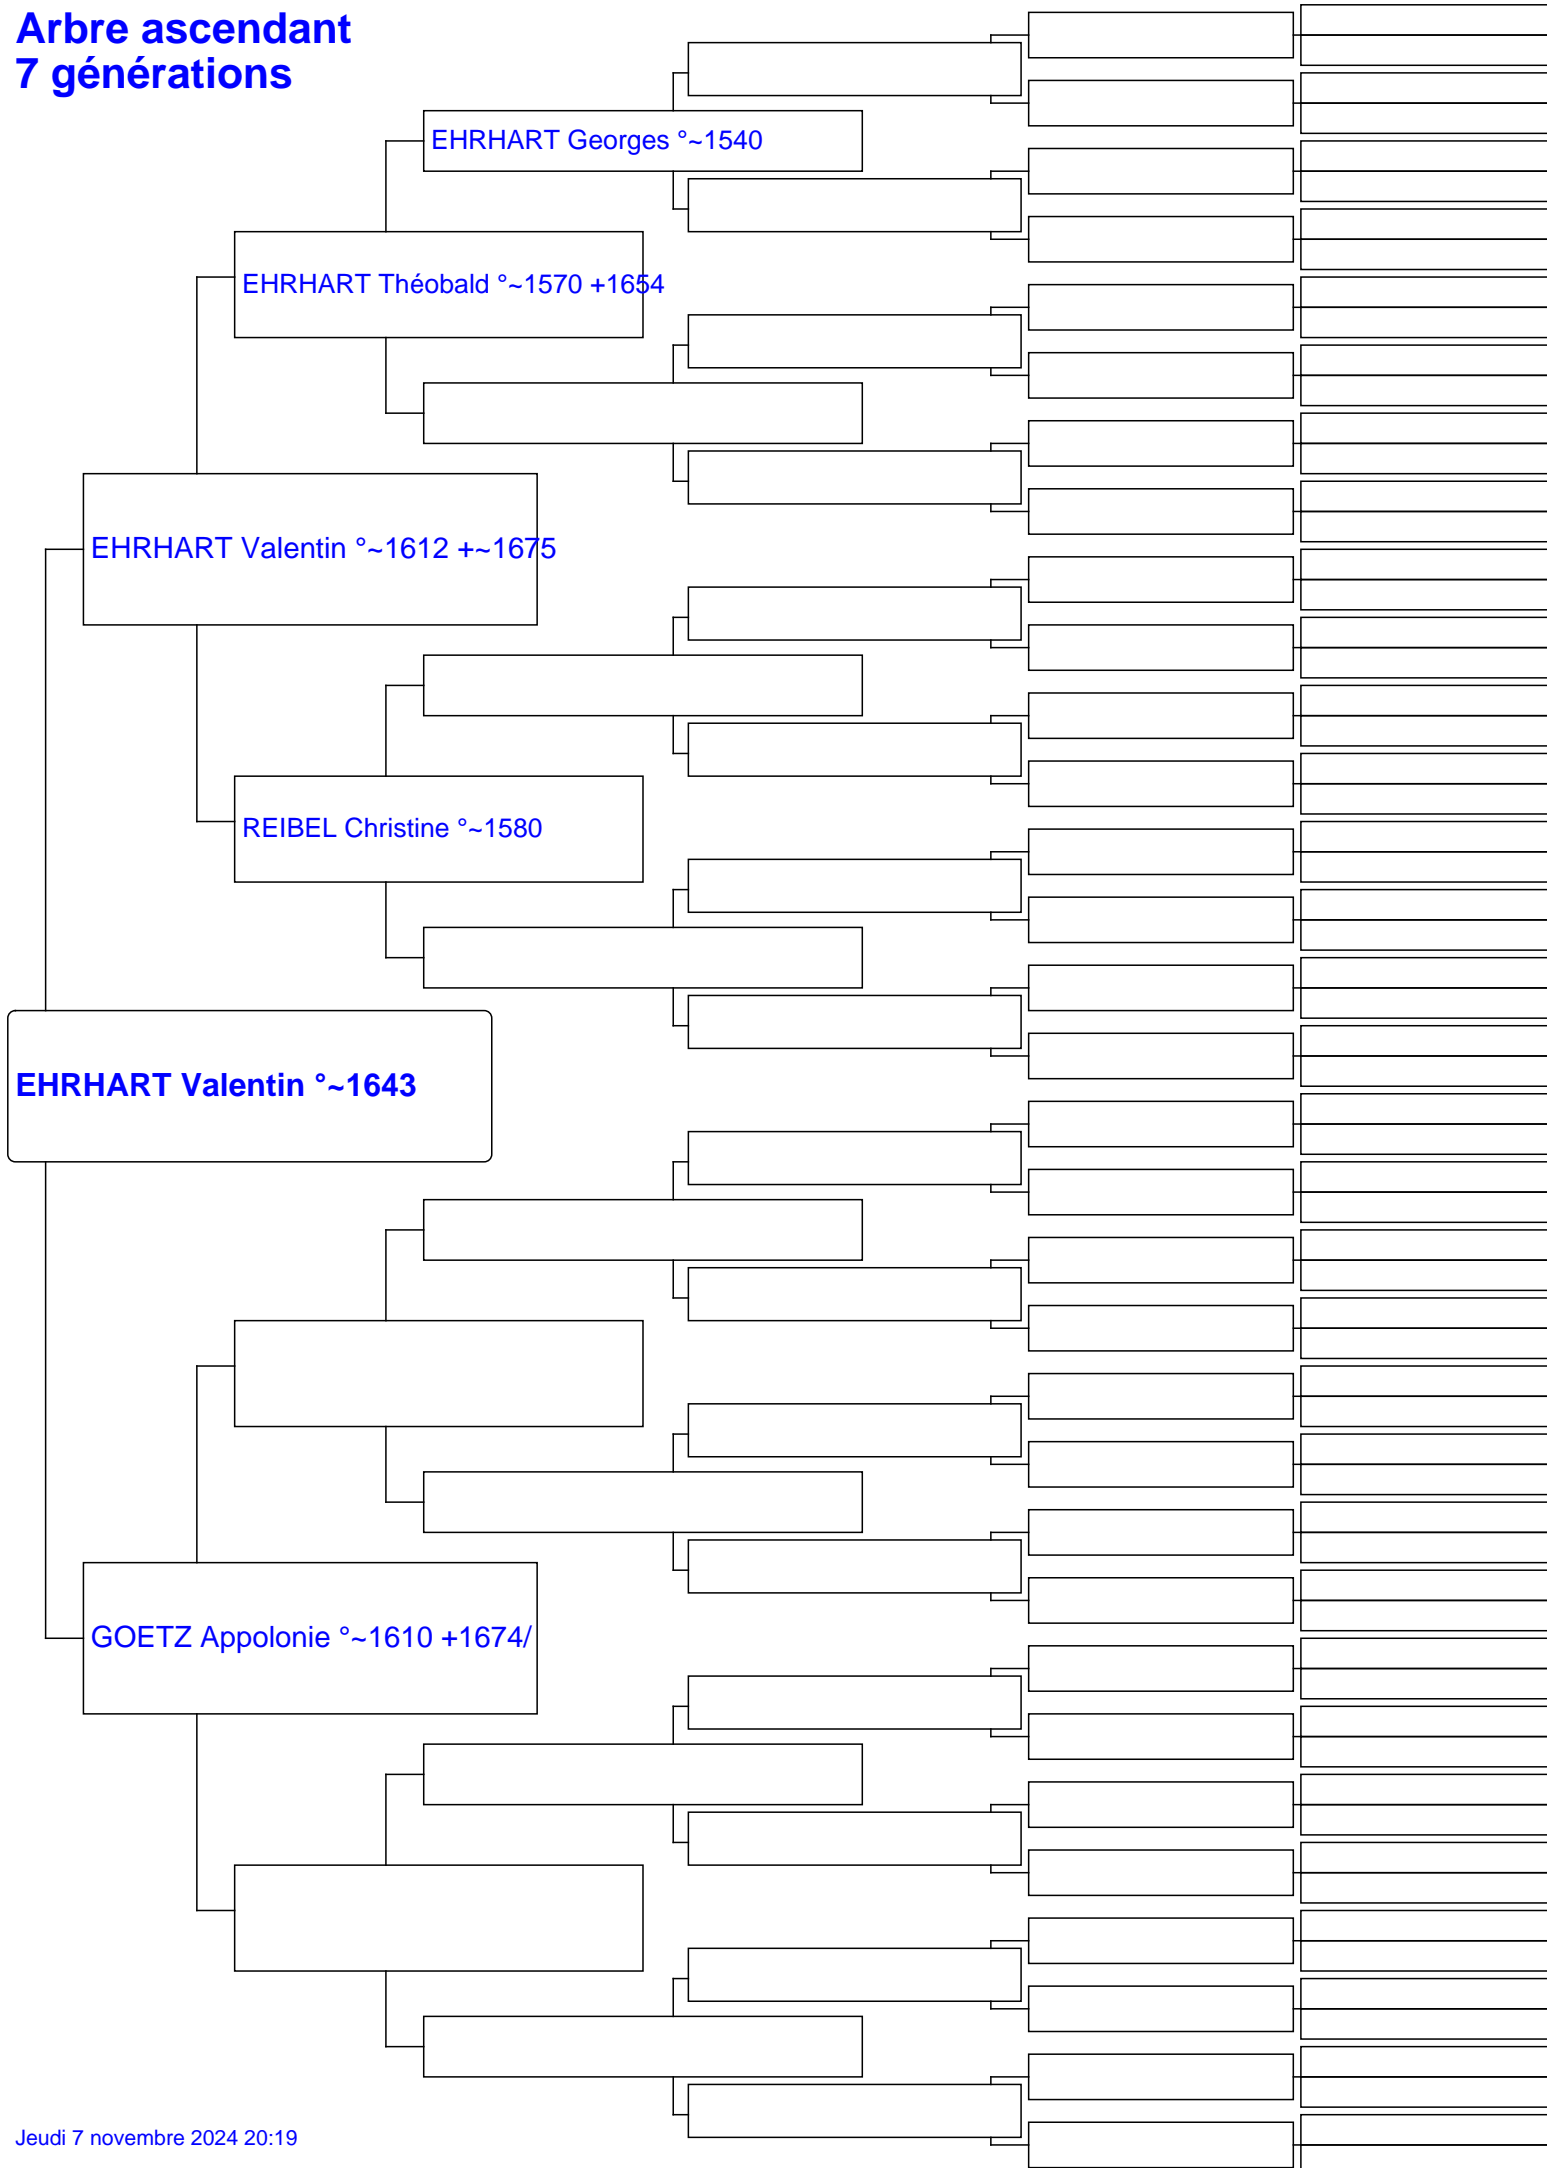 Arbre ascendant
7 générations
EHRHART Georges °~1540
EHRHART Théobald °~1570 +1654
EHRHART Valentin °~1612 +~1675
REIBEL Christine °~1580
EHRHART Valentin °~1643
GOETZ Appolonie °~1610 +1674/
Jeudi 7 novembre 2024 20:19